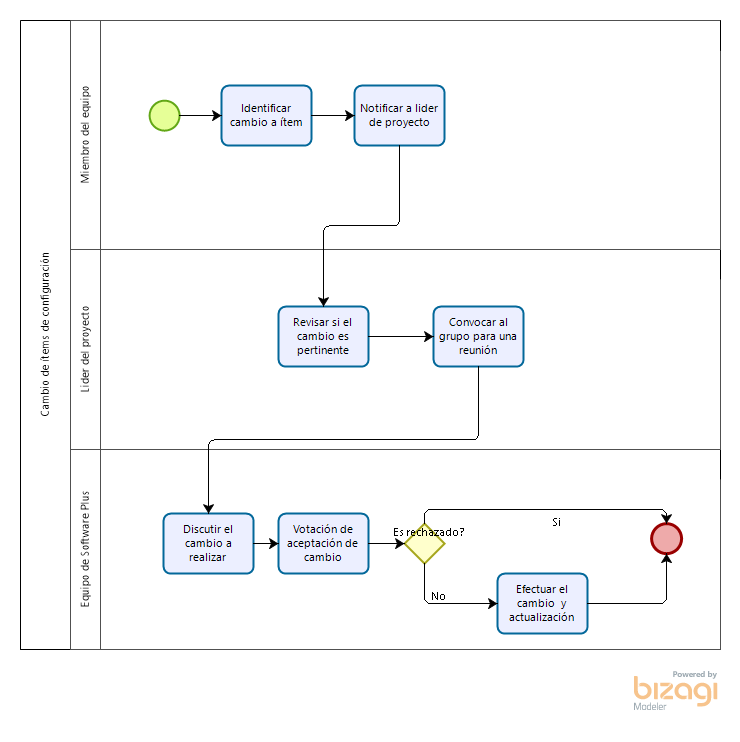 Cambio de ítems de configuración
Miembro del equipo
Identificar
cambio a ítem
Notificar a lider
de proyecto
Lider del proyecto
Revisar si el
cambio es
pertinente
Convocar al
grupo para una
reunión
Equipo de Software Plus
Discutir el
cambio a
realizar
Votación de
aceptación de
cambio
Es rechazado?
Si
No
Efectuar el
cambio y
actualización
Powered by
bizagi
Modeler